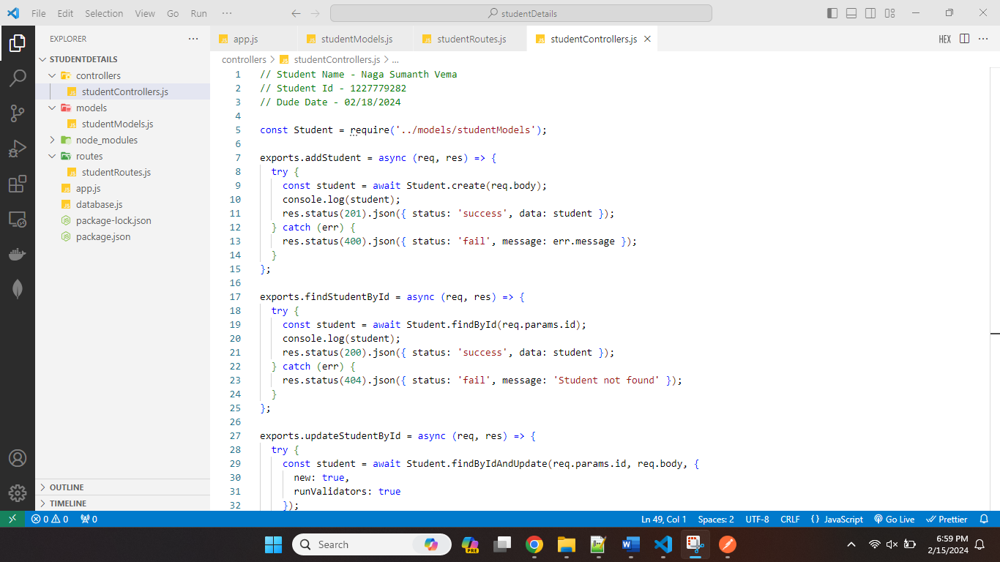 File Edit Selection View Go Run ··· studentDetails
EXPLORER ···
STUDENTDETAILS
controllers
studentControllers.js
models
studentModels.js
node_modules
routes
studentRoutes.js
app.js
database.js
package-lock.json
package.json
OUTLINE
TIMELINE
app.js studentModels.js studentRoutes.js studentControllers.js HEX ···
controllers > studentControllers.js > ...
1 // Student Name - Naga Sumanth Vema
2 // Student Id - 1227779282
3 // Dude Date - 02/18/2024
4
5 const Student = require('../models/studentModels');
6
7 exports.addStudent = async (req, res) => {
8 try {
9 const student = await Student.create(req.body);
10 console.log(student);
11 res.status(201).json({ status: 'success', data: student });
12 } catch (err) {
13 res.status(400).json({ status: 'fail', message: err.message });
14 }
15 };
16
17 exports.findStudentById = async (req, res) => {
18 try {
19 const student = await Student.findById(req.params.id);
20 console.log(student);
21 res.status(200).json({ status: 'success', data: student });
22 } catch (err) {
23 res.status(404).json({ status: 'fail', message: 'Student not found' });
24 }
25 };
26
27 exports.updateStudentById = async (req, res) => {
28 try {
29 const student = await Student.findByIdAndUpdate(req.params.id, req.body, {
30 new: true,
31 runValidators: true
32 });
0 0 0 Ln 49, Col 1 Spaces: 2 UTF-8 CRLF {} JavaScript Go Live Prettier
Search PRE 6:59 PM
2/15/2024